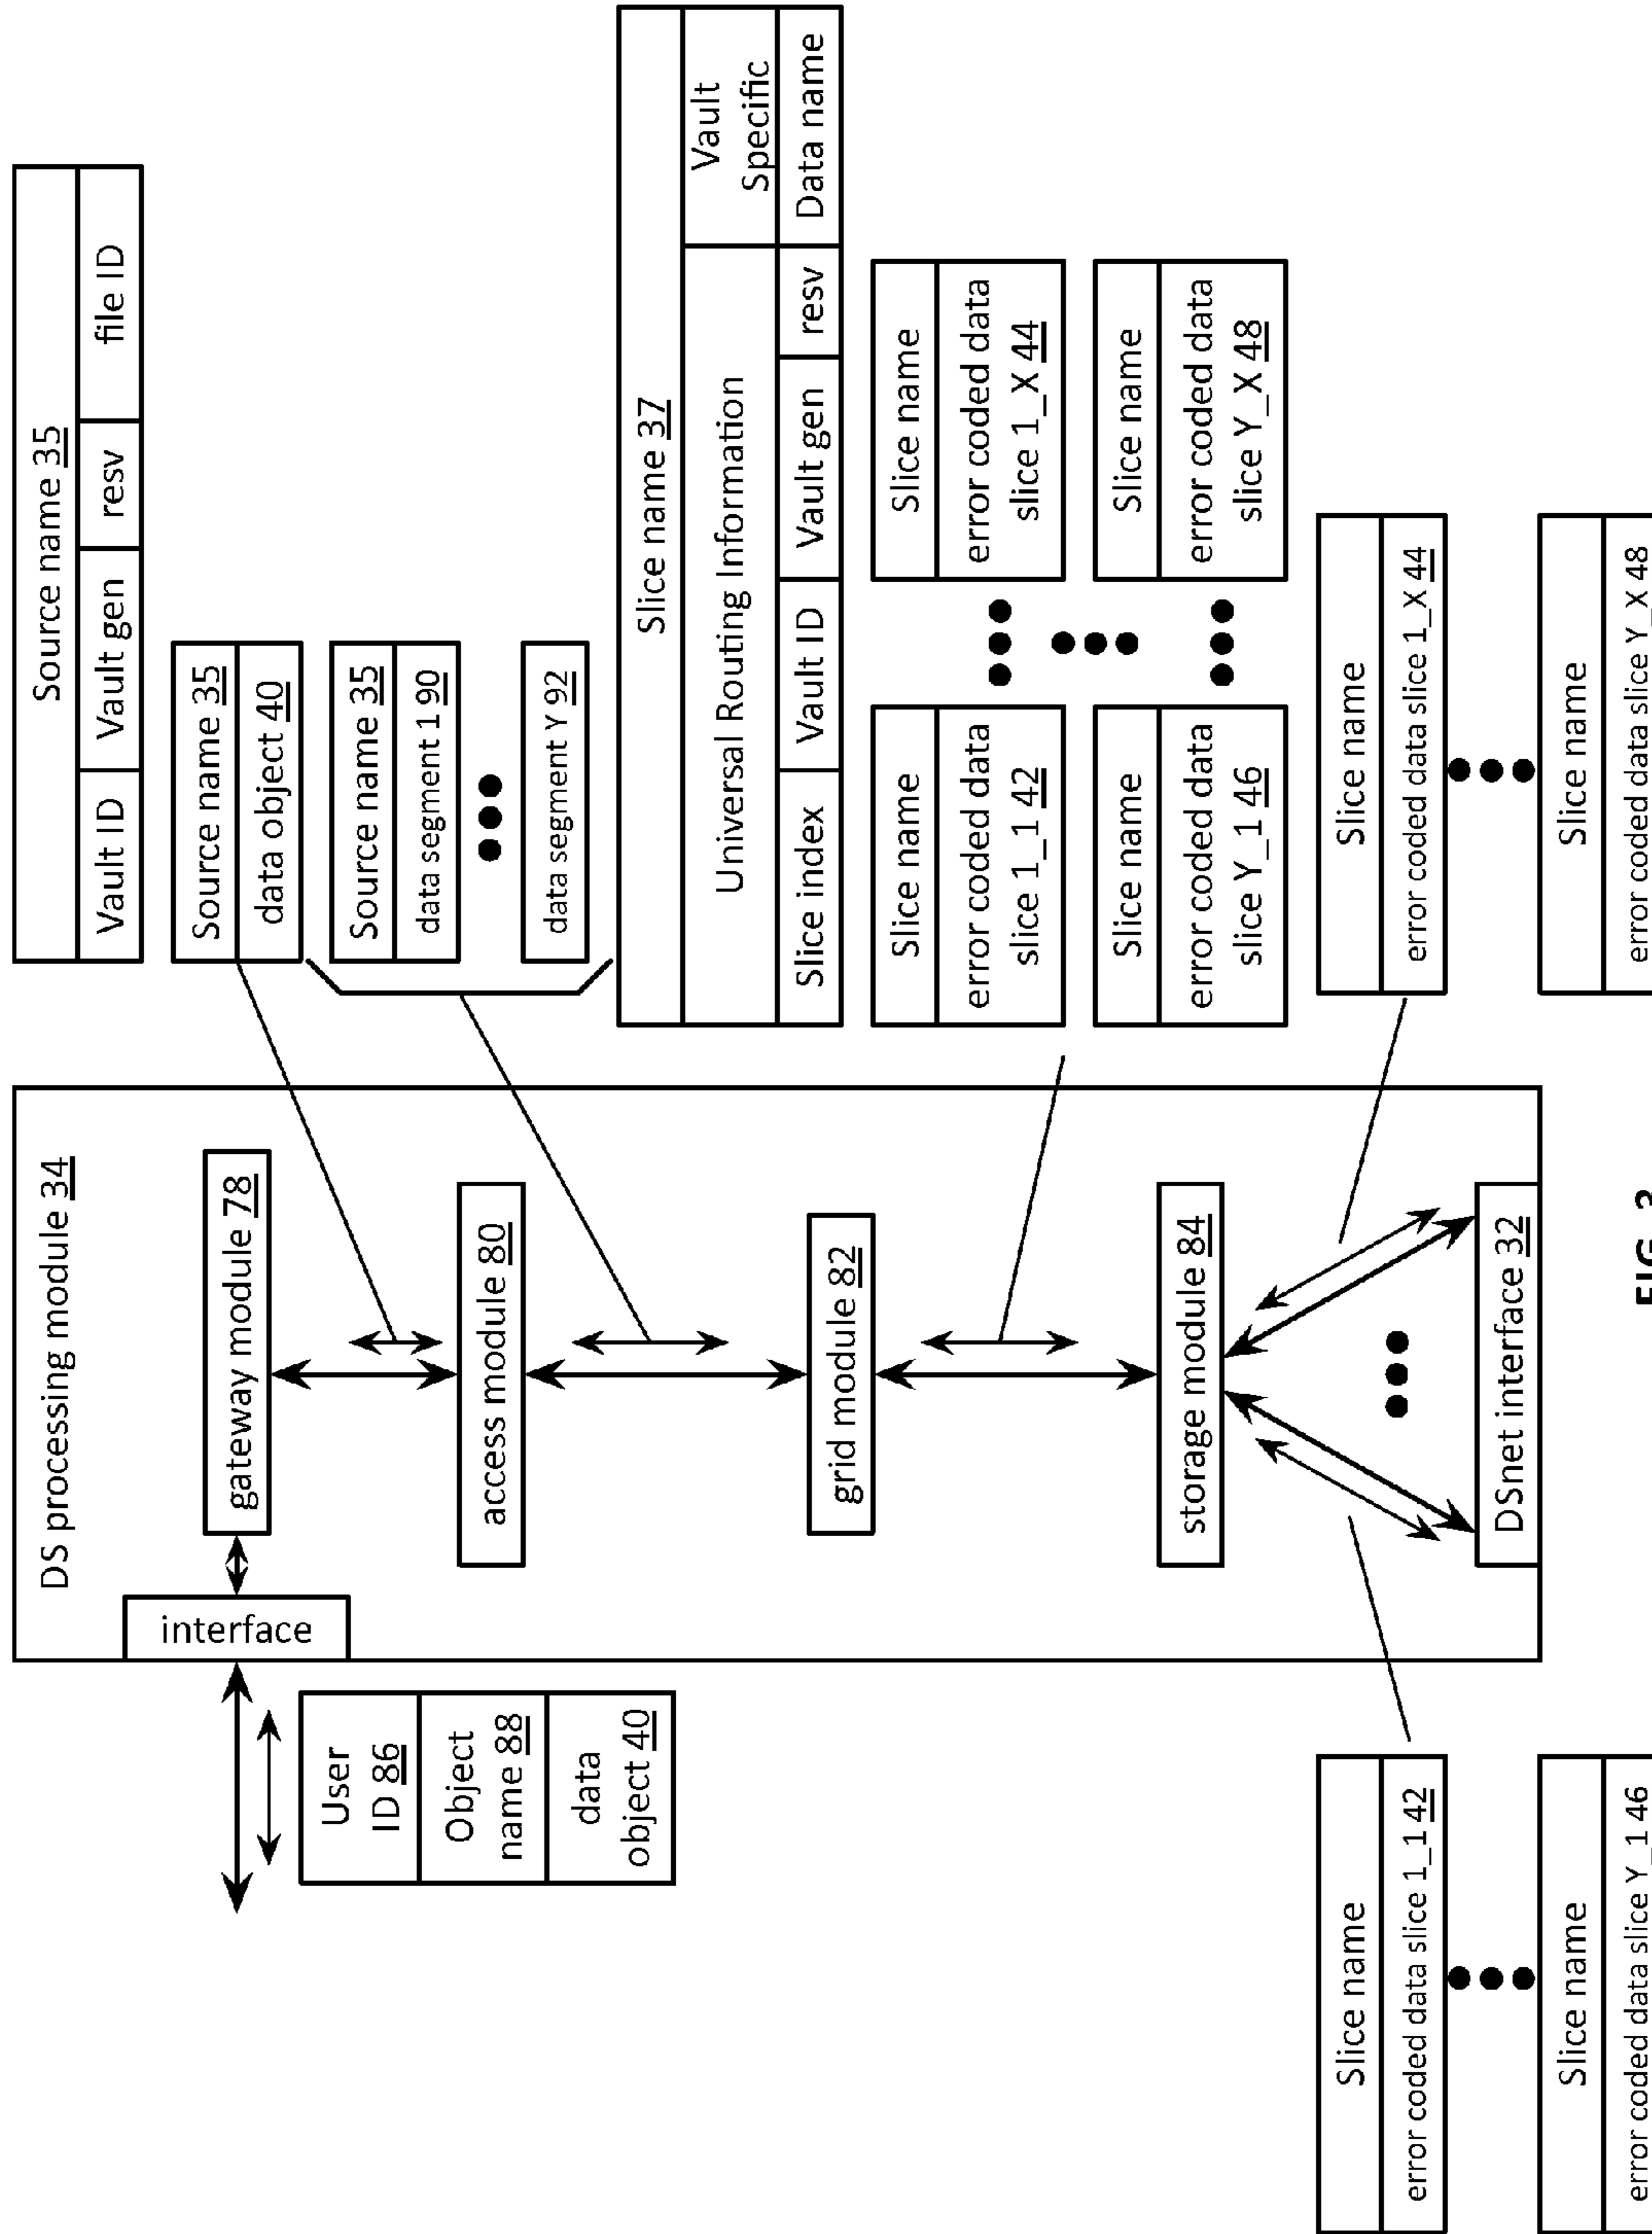 DS processing module 34
interface
gateway module 78
access module 80
grid module 82
storage module 84
DSnet interface 32
User
ID 86
Object
name 88
data
object 40
Source name 35
Vault ID
Vault gen
resv
file ID
Source name 35
data object 40
Source name 35
data segment 1 90
data segment Y 92
Slice name 37
Universal Routing Information
Vault
Specific
Slice index
Vault ID
Vault gen
resv
Data name
Slice name
error coded data
slice 1_1 42
Slice name
error coded data
slice 1_X 44
Slice name
error coded data
slice Y_1 46
Slice name
error coded data
slice Y_X 48
Slice name
error coded data slice 1_1 42
Slice name
error coded data slice Y_1 46
Slice name
error coded data slice 1_X 44
Slice name
error coded data slice Y_X 48
FIG. 3